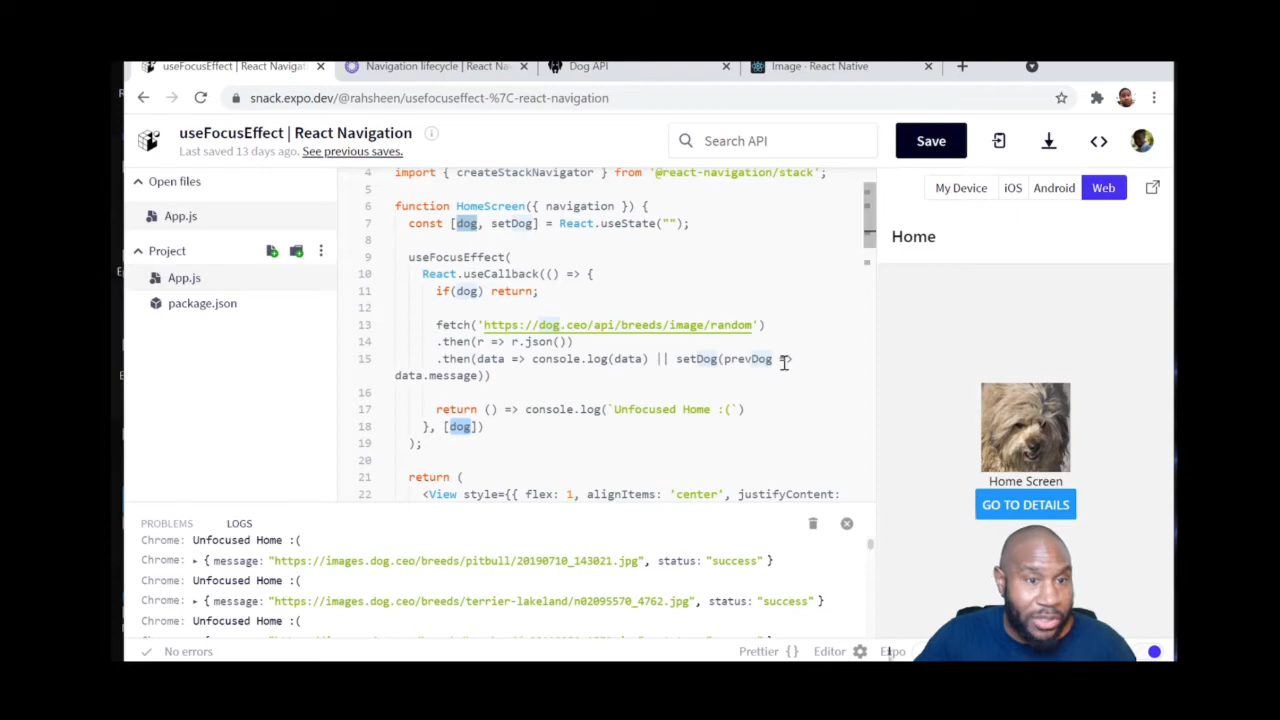 useFocusEffect | React Navigat
Navigation lifecycle | React Na
Dog API
Image · React Native
snack.expo.dev/@rahsheen/usefocuseffect-%7C-react-navigation
useFocusEffect | React Navigation
Last saved 13 days ago. See previous saves.
Search API
Save
Open files
App.js
Project
App.js
package.json
4 import { createStackNavigator } from '@react-navigation/stack';
5
6 function HomeScreen({ navigation }) {
7 const [dog, setDog] = React.useState("");
8
9 useFocusEffect(
10 React.useCallback(() => {
11 if(dog) return;
12
13 fetch('https://dog.ceo/api/breeds/image/random')
14 .then(r => r.json())
15 .then(data => console.log(data) || setDog(prevDog =>
data.message))
16
17 return () => console.log(`Unfocused Home :(`)
18 }, [dog])
19 );
20
21 return (
22 <View style={{ flex: 1, alignItems: 'center', justifyContent:
My Device
iOS
Android
Web
Home
Home Screen
GO TO DETAILS
PROBLEMS
LOGS
Chrome: Unfocused Home :(
Chrome: ▸ { message: "https://images.dog.ceo/breeds/pitbull/20190710_143021.jpg", status: "success" }
Chrome: Unfocused Home :(
Chrome: ▸ { message: "https://images.dog.ceo/breeds/terrier-lakeland/n02095570_4762.jpg", status: "success" }
Chrome: Unfocused Home :(
No errors
Prettier { }
Editor
Expo